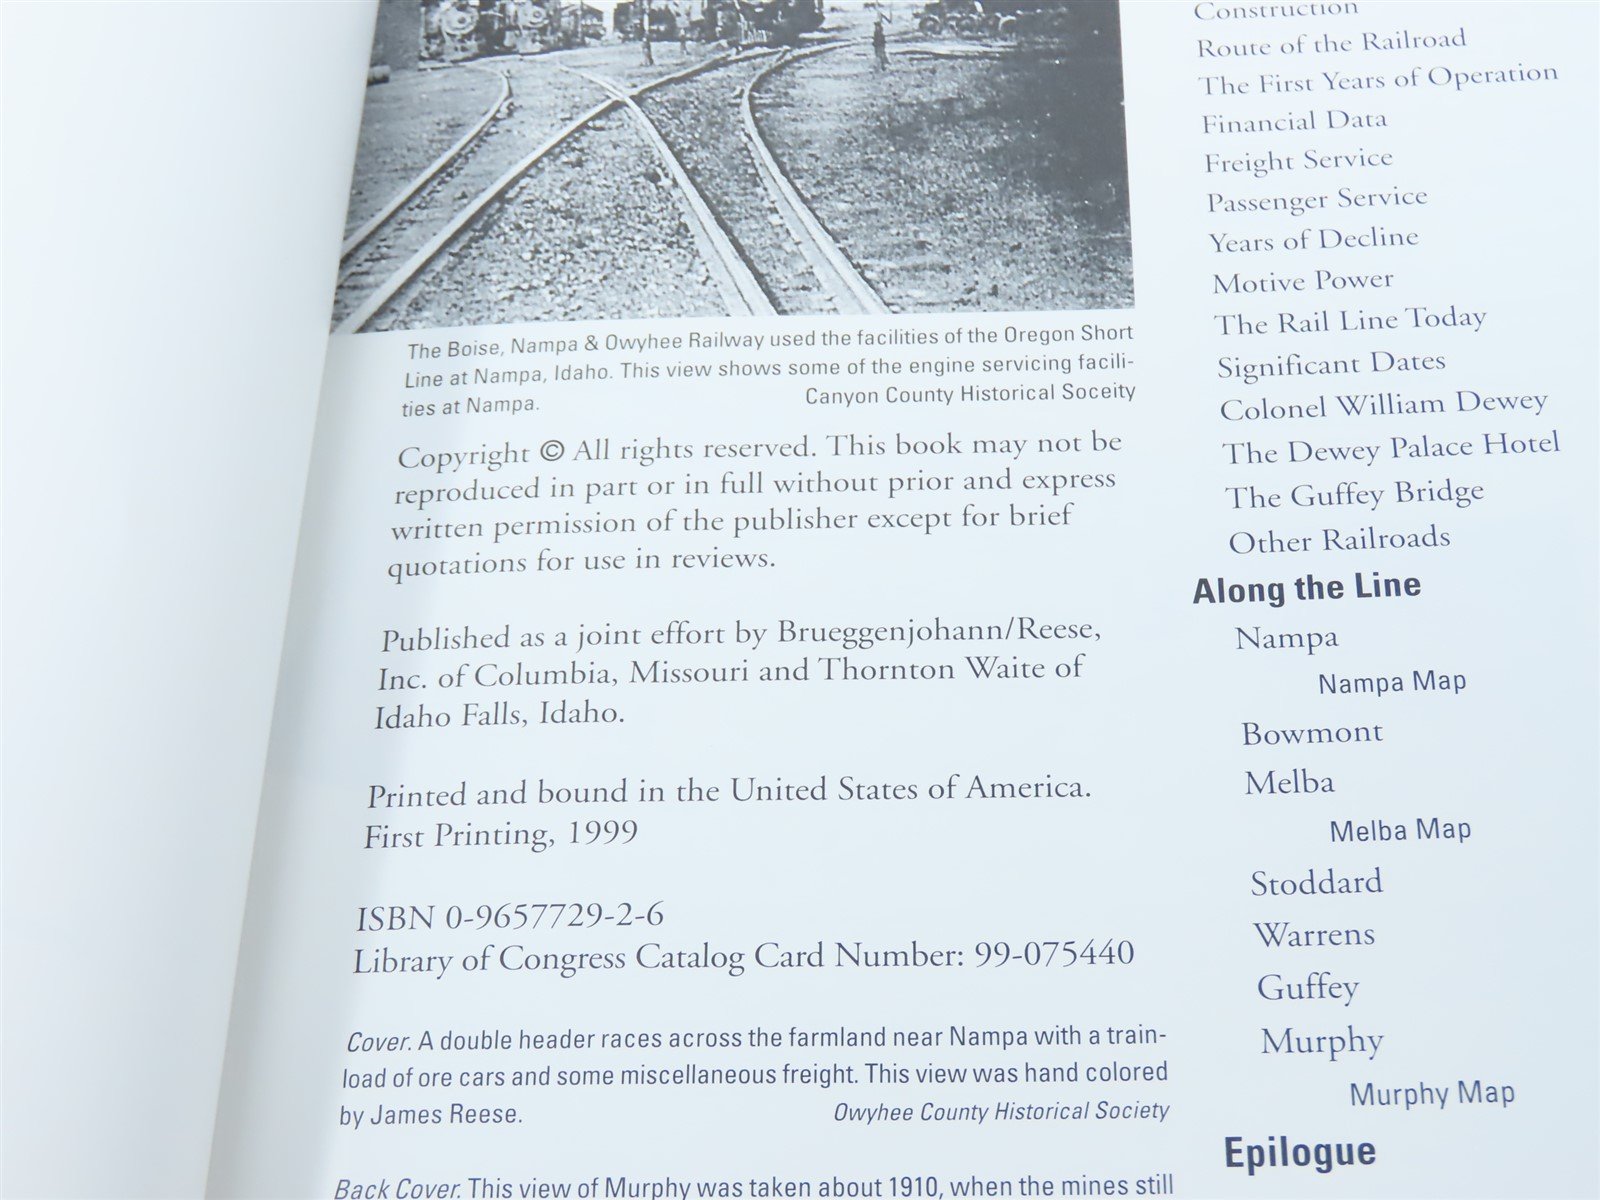 The Boise, Nampa & Owyhee Railway used the facilities of the Oregon Short
Line at Nampa, Idaho. This view shows some of the engine servicing facili-
ties at Nampa. Canyon County Historical Soceity
Copyright © All rights reserved. This book may not be
reproduced in part or in full without prior and express
written permission of the publisher except for brief
quotations for use in reviews.
Published as a joint effort by Brueggenjohann/Reese,
Inc. of Columbia, Missouri and Thornton Waite of
Idaho Falls, Idaho.
Printed and bound in the United States of America.
First Printing, 1999
ISBN 0-9657729-2-6
Library of Congress Catalog Card Number: 99-075440
Cover. A double header races across the farmland near Nampa with a train-
load of ore cars and some miscellaneous freight. This view was hand colored
by James Reese. Owyhee County Historical Society
Back Cover. This view of Murphy was taken about 1910, when the mines still
Construction
Route of the Railroad
The First Years of Operation
Financial Data
Freight Service
Passenger Service
Years of Decline
Motive Power
The Rail Line Today
Significant Dates
Colonel William Dewey
The Dewey Palace Hotel
The Guffey Bridge
Other Railroads
Along the Line
Nampa
Nampa Map
Bowmont
Melba
Melba Map
Stoddard
Warrens
Guffey
Murphy
Murphy Map
Epilogue